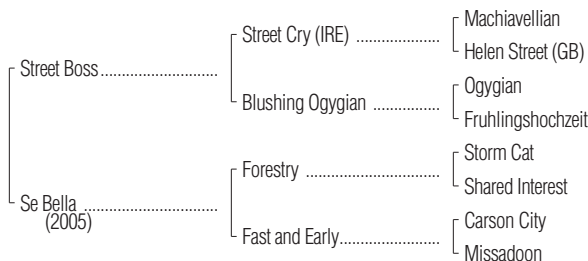 Machiavellian
Street Cry (IRE) ....................
Helen Street (GB)
Street Boss ........................
Ogygian
Blushing Ogygian ................
Fruhlingshochzeit
Storm Cat
Forestry ..............................
Shared Interest
Se Bella ...........................
(2005)
Carson City
Fast and Early.....................
Missadoon